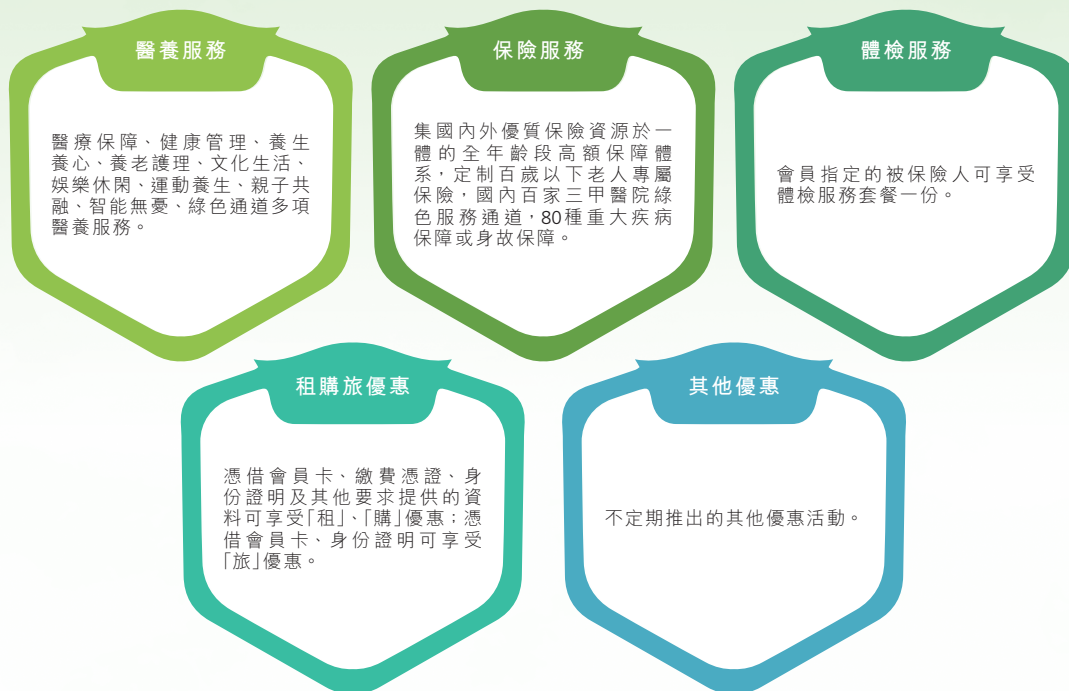 醫養服務
醫療保障、健康管理、養生
養心、養老護理、文化生活、
娛樂休閑、運動養生、親子共
融、智能無憂、綠色通道多項
醫養服務。
保險服務
集國內外優質保險資源於一
體的全年齡段高額保障體
系，定制百歲以下老人專屬
保險，國內百家三甲醫院綠
色服務通道，80種重大疾病
保障或身故保障。
體檢服務
會員指定的被保險人可享受
體檢服務套餐一份。
租購旅優惠
憑借會員卡、繳費憑證、身
份證明及其他要求提供的資
料可享受「租」、「購」優惠；憑
借會員卡、身份證明可享受
「旅」優惠。
其他優惠
不定期推出的其他優惠活動。